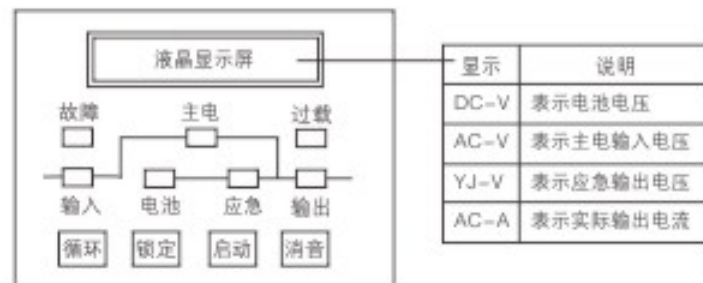 液晶显示屏
故障 主电 过载
输入 电池 应急 输出
循环 锁定 启动 消音
显示 说明
DC-V 表示电池电压
AC-V 表示主电输入电压
YJ-V 表示应急输出电压
AC-A 表示实际输出电流